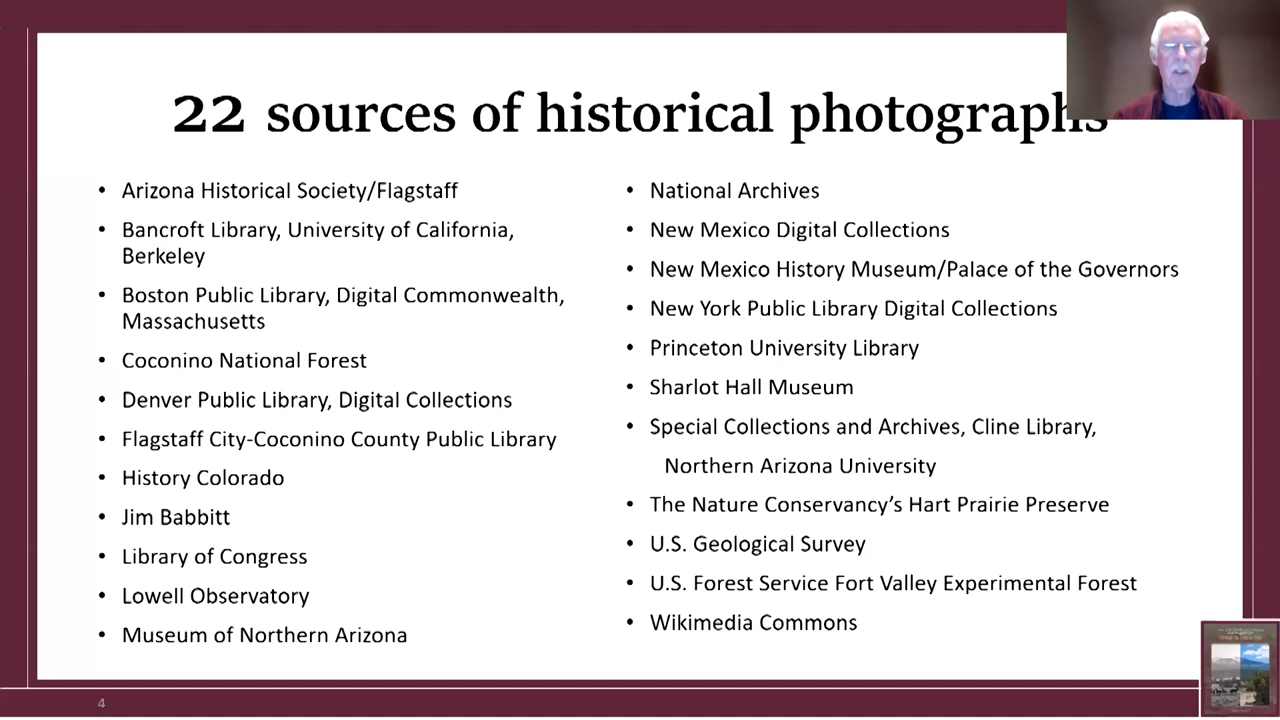 22 sources of historical photographs
• Arizona Historical Society/Flagstaff
• Bancroft Library, University of California,
Berkeley
• Boston Public Library, Digital Commonwealth,
Massachusetts
• Coconino National Forest
• Denver Public Library, Digital Collections
• Flagstaff City-Coconino County Public Library
• History Colorado
• Jim Babbitt
• Library of Congress
• Lowell Observatory
• Museum of Northern Arizona
• National Archives
• New Mexico Digital Collections
• New Mexico History Museum/Palace of the Governors
• New York Public Library Digital Collections
• Princeton University Library
• Sharlot Hall Museum
• Special Collections and Archives, Cline Library,
Northern Arizona University
• The Nature Conservancy’s Hart Prairie Preserve
• U.S. Geological Survey
• U.S. Forest Service Fort Valley Experimental Forest
• Wikimedia Commons
4